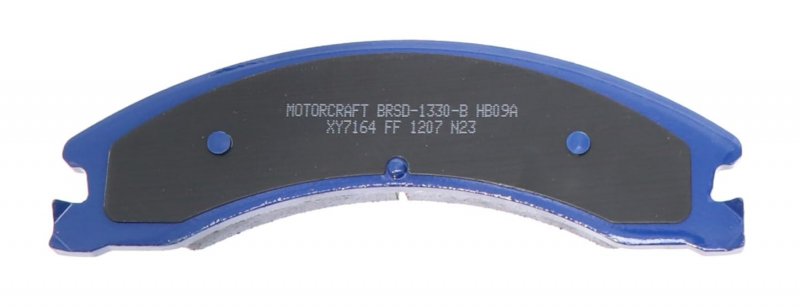 MOTORCRAFT BRSD-1330-B HB09A
XY7164 FF 1207 N23